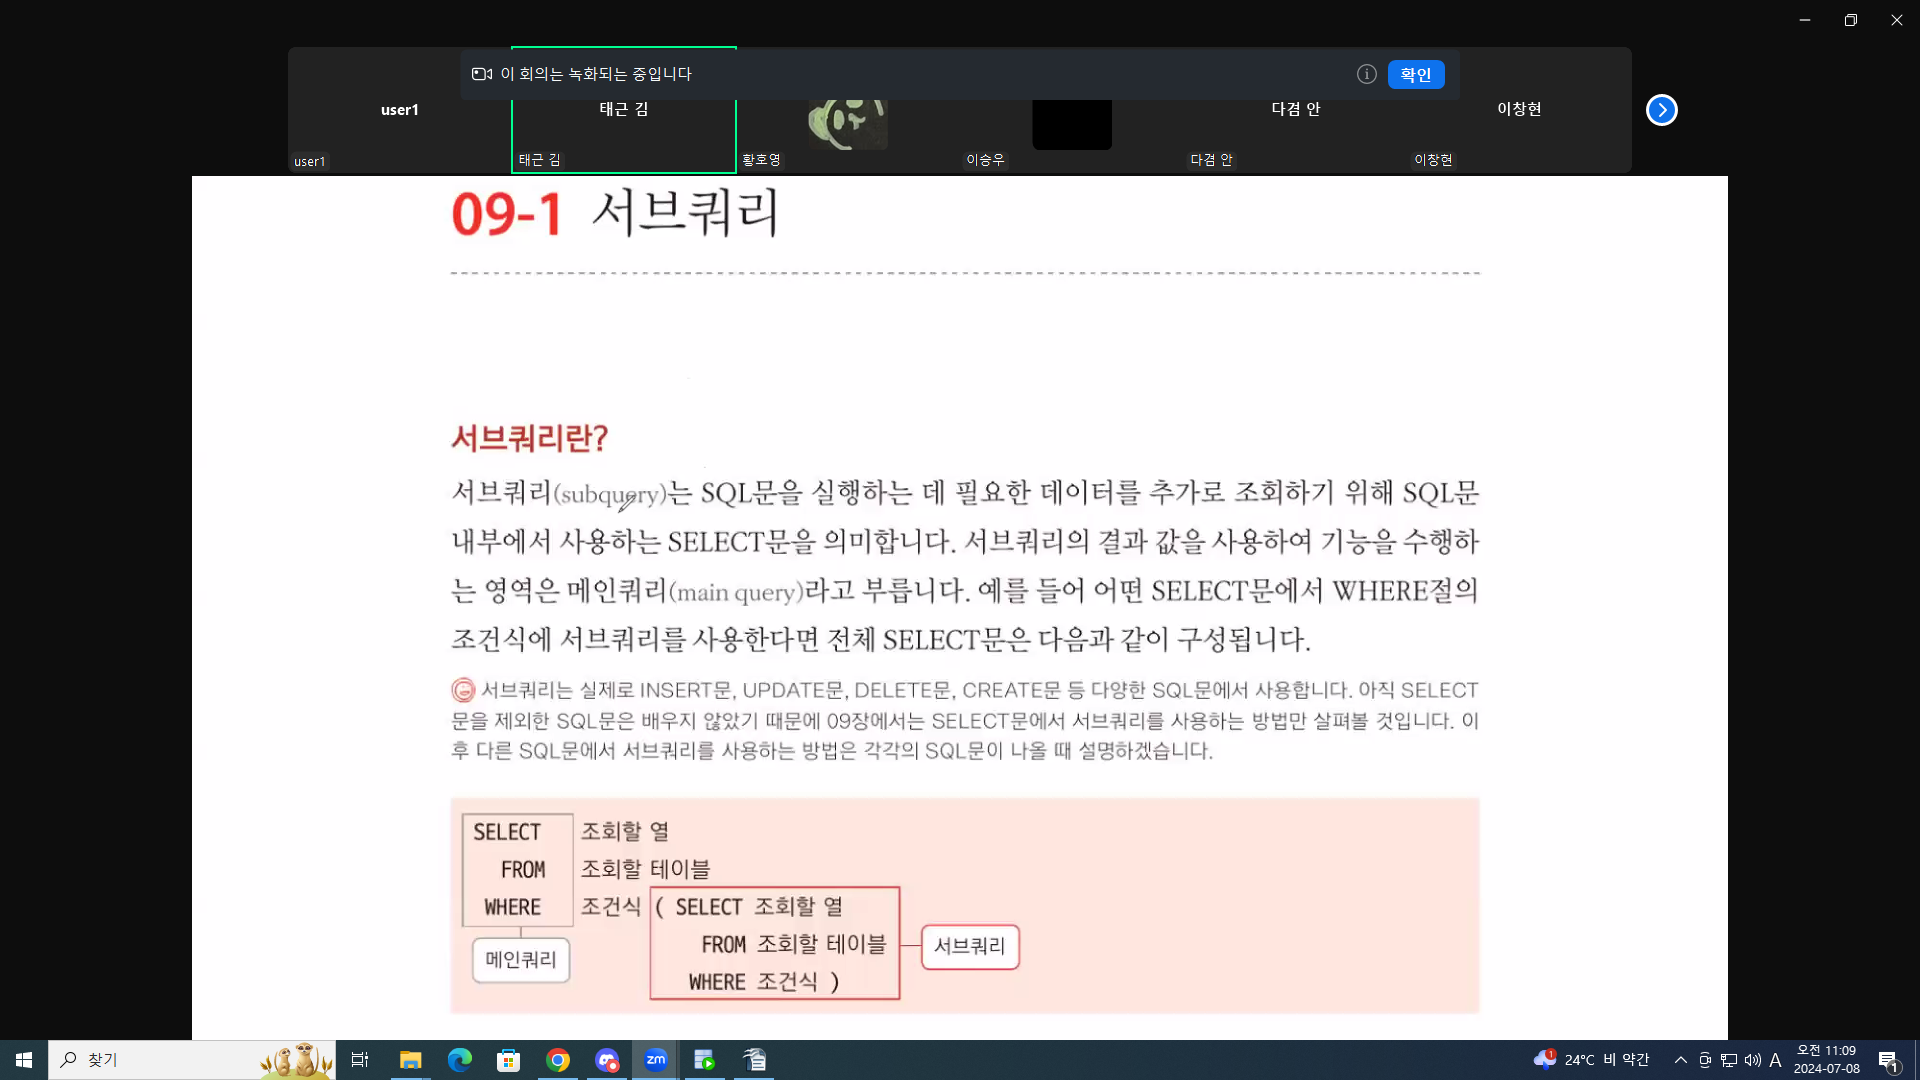 이 회의는 녹화되는 중입니다
확인
user1
태근 김
다겸 안
이창현
user1
태근 김
황호영
이승우
다겸 안
이창현
09-1 서브쿼리
서브쿼리란?
서브쿼리(subquery)는 SQL문을 실행하는 데 필요한 데이터를 추가로 조회하기 위해 SQL문
내부에서 사용하는 SELECT문을 의미합니다. 서브쿼리의 결과 값을 사용하여 기능을 수행하
는 영역은 메인쿼리(main query)라고 부릅니다. 예를 들어 어떤 SELECT문에서 WHERE절의
조건식에 서브쿼리를 사용한다면 전체 SELECT문은 다음과 같이 구성됩니다.
서브쿼리는 실제로 INSERT문, UPDATE문, DELETE문, CREATE문 등 다양한 SQL문에서 사용합니다. 아직 SELECT
문을 제외한 SQL문은 배우지 않았기 때문에 09장에서는 SELECT문에서 서브쿼리를 사용하는 방법만 살펴볼 것입니다. 이
후 다른 SQL문에서 서브쿼리를 사용하는 방법은 각각의 SQL문이 나올 때 설명하겠습니다.
SELECT 조회할 열
FROM 조회할 테이블
WHERE 조건식 ( SELECT 조회할 열
FROM 조회할 테이블
서브쿼리
메인쿼리
WHERE 조건식 )
찾기
zm
1
24°C 비 약간
A
오전 11:09
2024-07-08
1